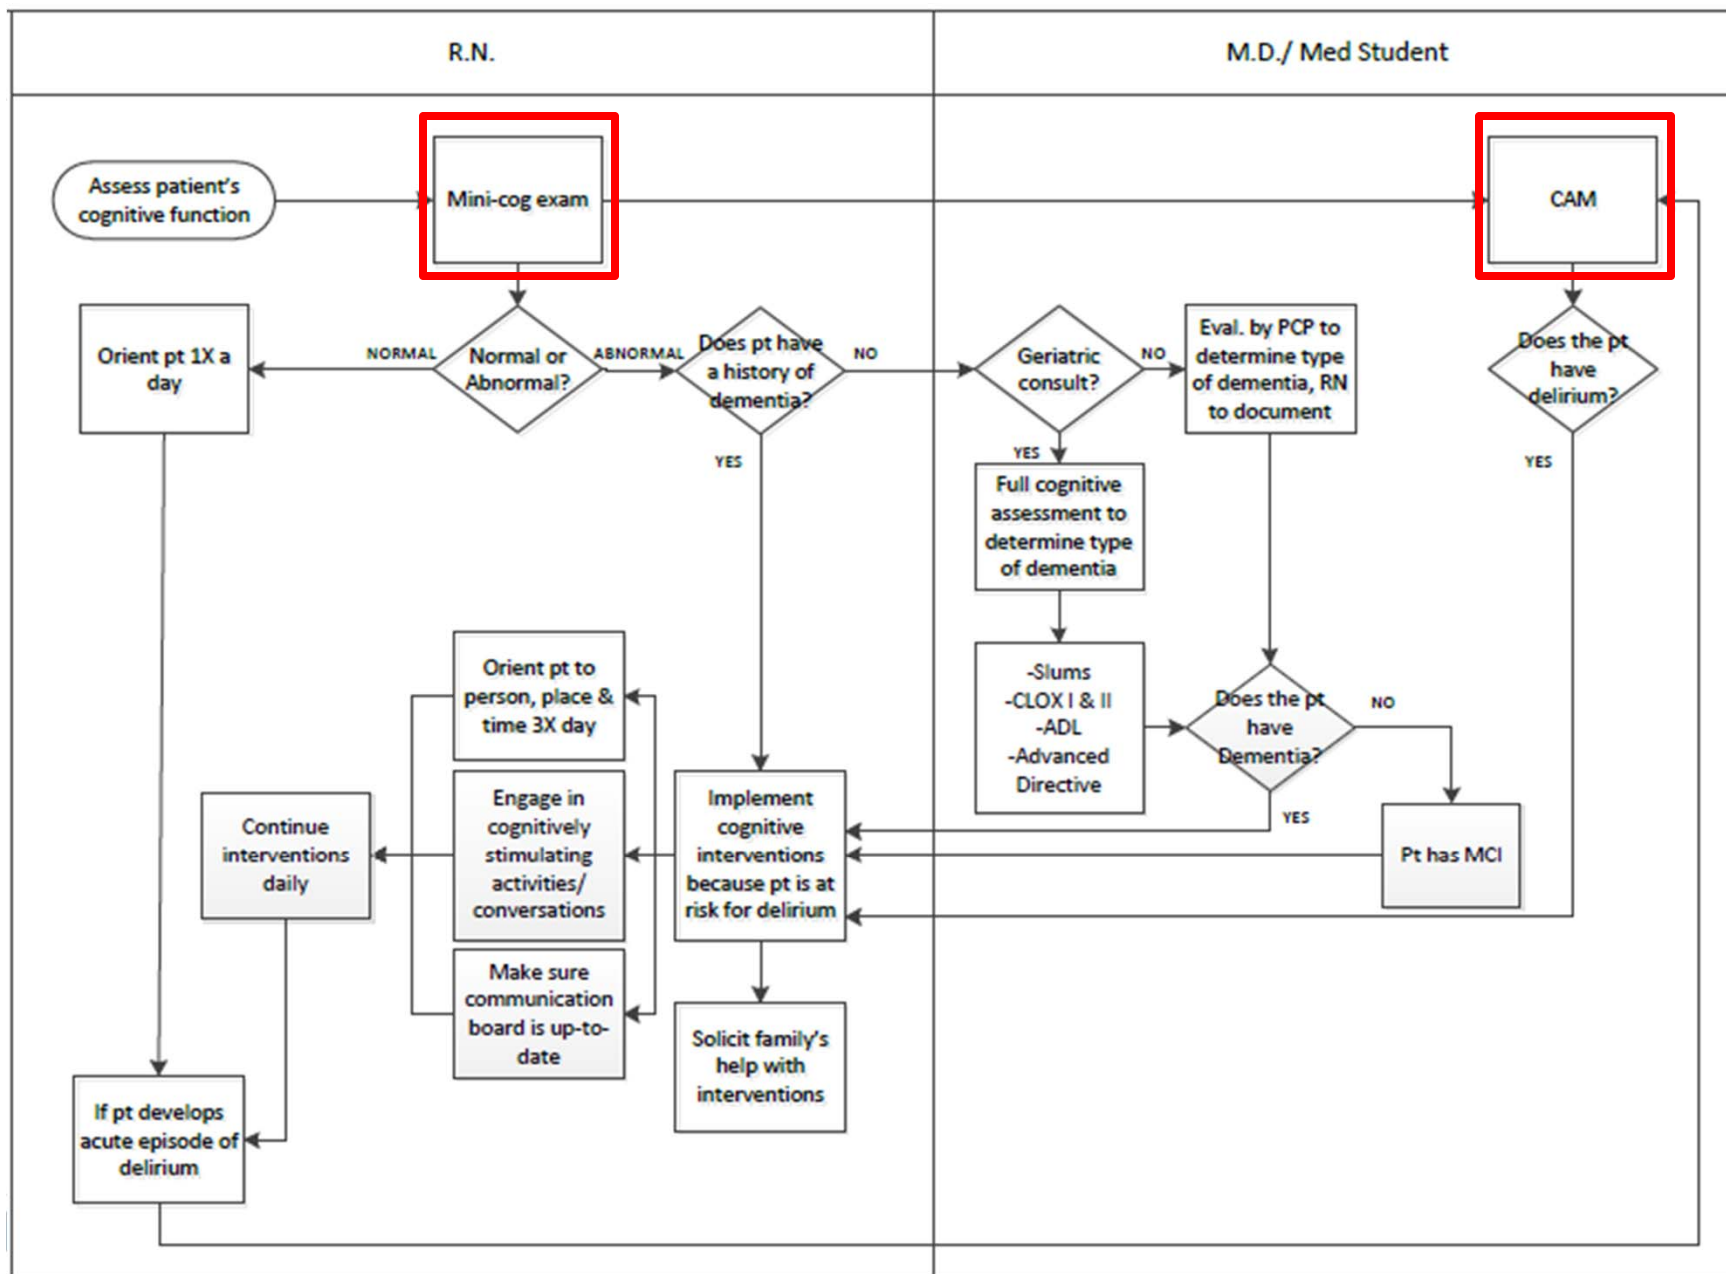 R.N.
M.D./ Med Student
Assess patient's
cognitive function
Mini-cog exam
CAM
Orient pt 1X a
day
NORMAL
Normal or
Abnormal?
ABNORMAL
Does pt have
a history of
dementia?
NO
YES
Geriatric
consult?
NO
YES
Eval. by PCP to
determine type
of dementia, RN
to document
Does the pt
have
delirium?
YES
Full cognitive
assessment to
determine type
of dementia
-Slums
-CLOX I & II
-ADL
-Advanced
Directive
Does the pt
have
Dementia?
NO
YES
Pt has MCI
Orient pt to
person, place &
time 3X day
Engage in
cognitively
stimulating
activities/
conversations
Make sure
communication
board is up-to-
date
Implement
cognitive
interventions
because pt is at
risk for delirium
Continue
interventions
daily
Solicit family's
help with
interventions
If pt develops
acute episode of
delirium